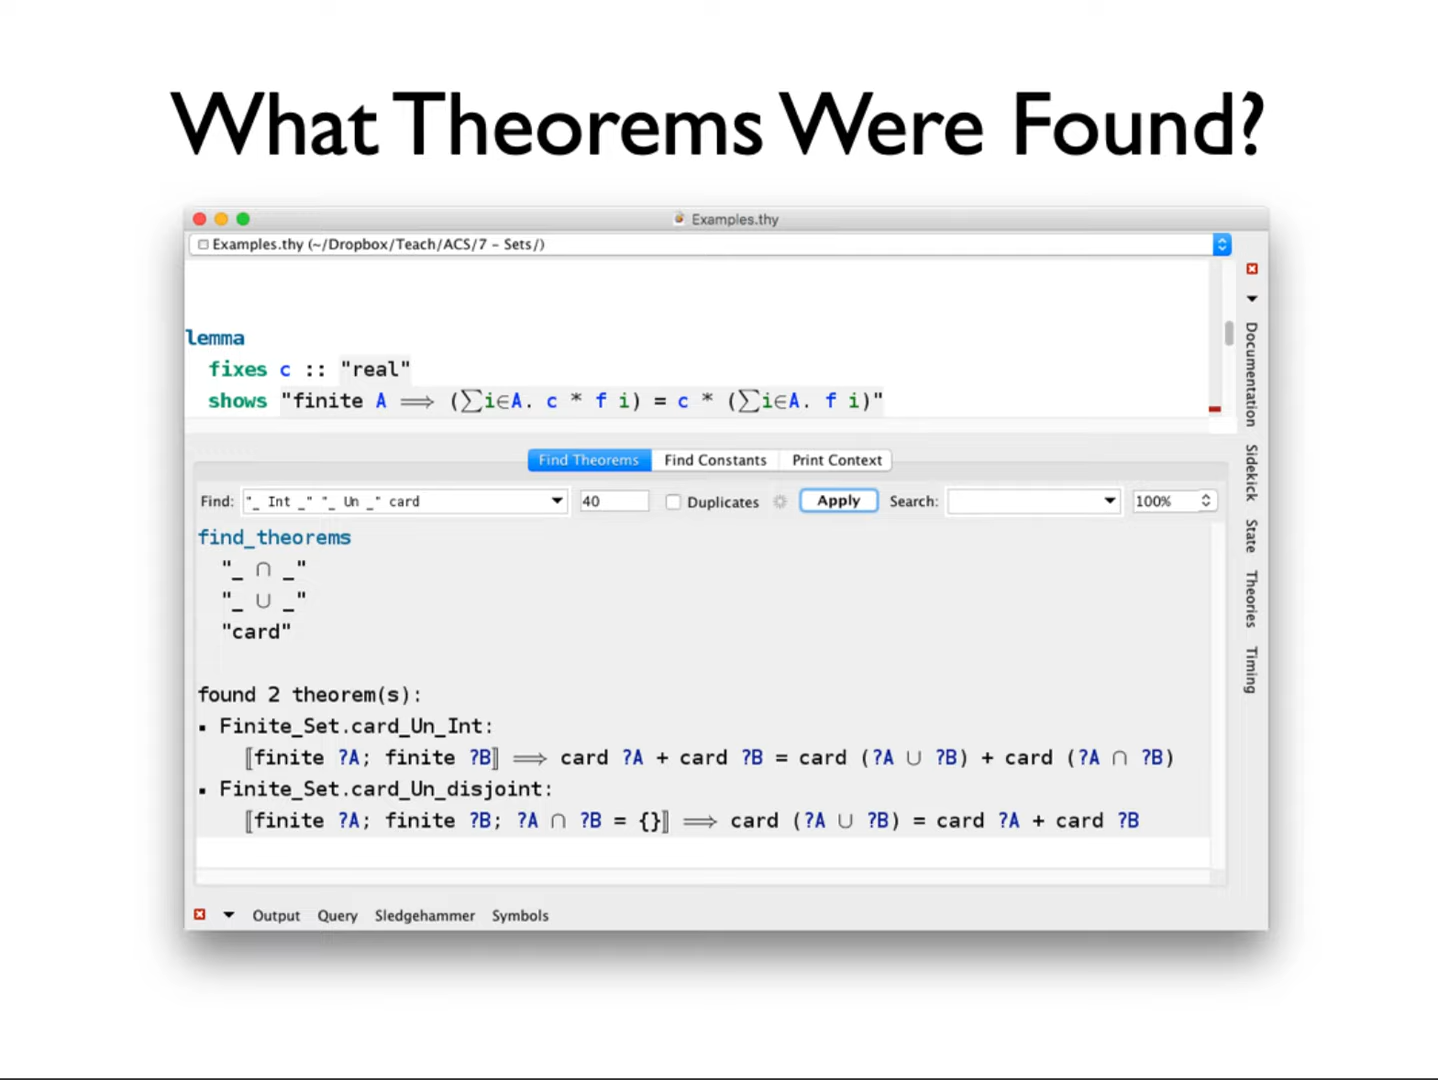 What Theorems Were Found?
Examples.thy
Examples.thy (~/Dropbox/Teach/ACS/7 – Sets/)
lemma
fixes c :: "real"
shows "finite A ⟹ (∑i∈A. c * f i) = c * (∑i∈A. f i)"
Find Theorems Find Constants Print Context
Find: "_ Int _" "_ Un _" card 40 Duplicates Apply Search: 100%
find_theorems
"_ ∩ _"
"_ ∪ _"
"card"
found 2 theorem(s):
▪ Finite_Set.card_Un_Int:
⟦finite ?A; finite ?B⟧ ⟹ card ?A + card ?B = card (?A ∪ ?B) + card (?A ∩ ?B)
▪ Finite_Set.card_Un_disjoint:
⟦finite ?A; finite ?B; ?A ∩ ?B = {}⟧ ⟹ card (?A ∪ ?B) = card ?A + card ?B
Output Query Sledgehammer Symbols
Documentation
Sidekick
State
Theories
Timing